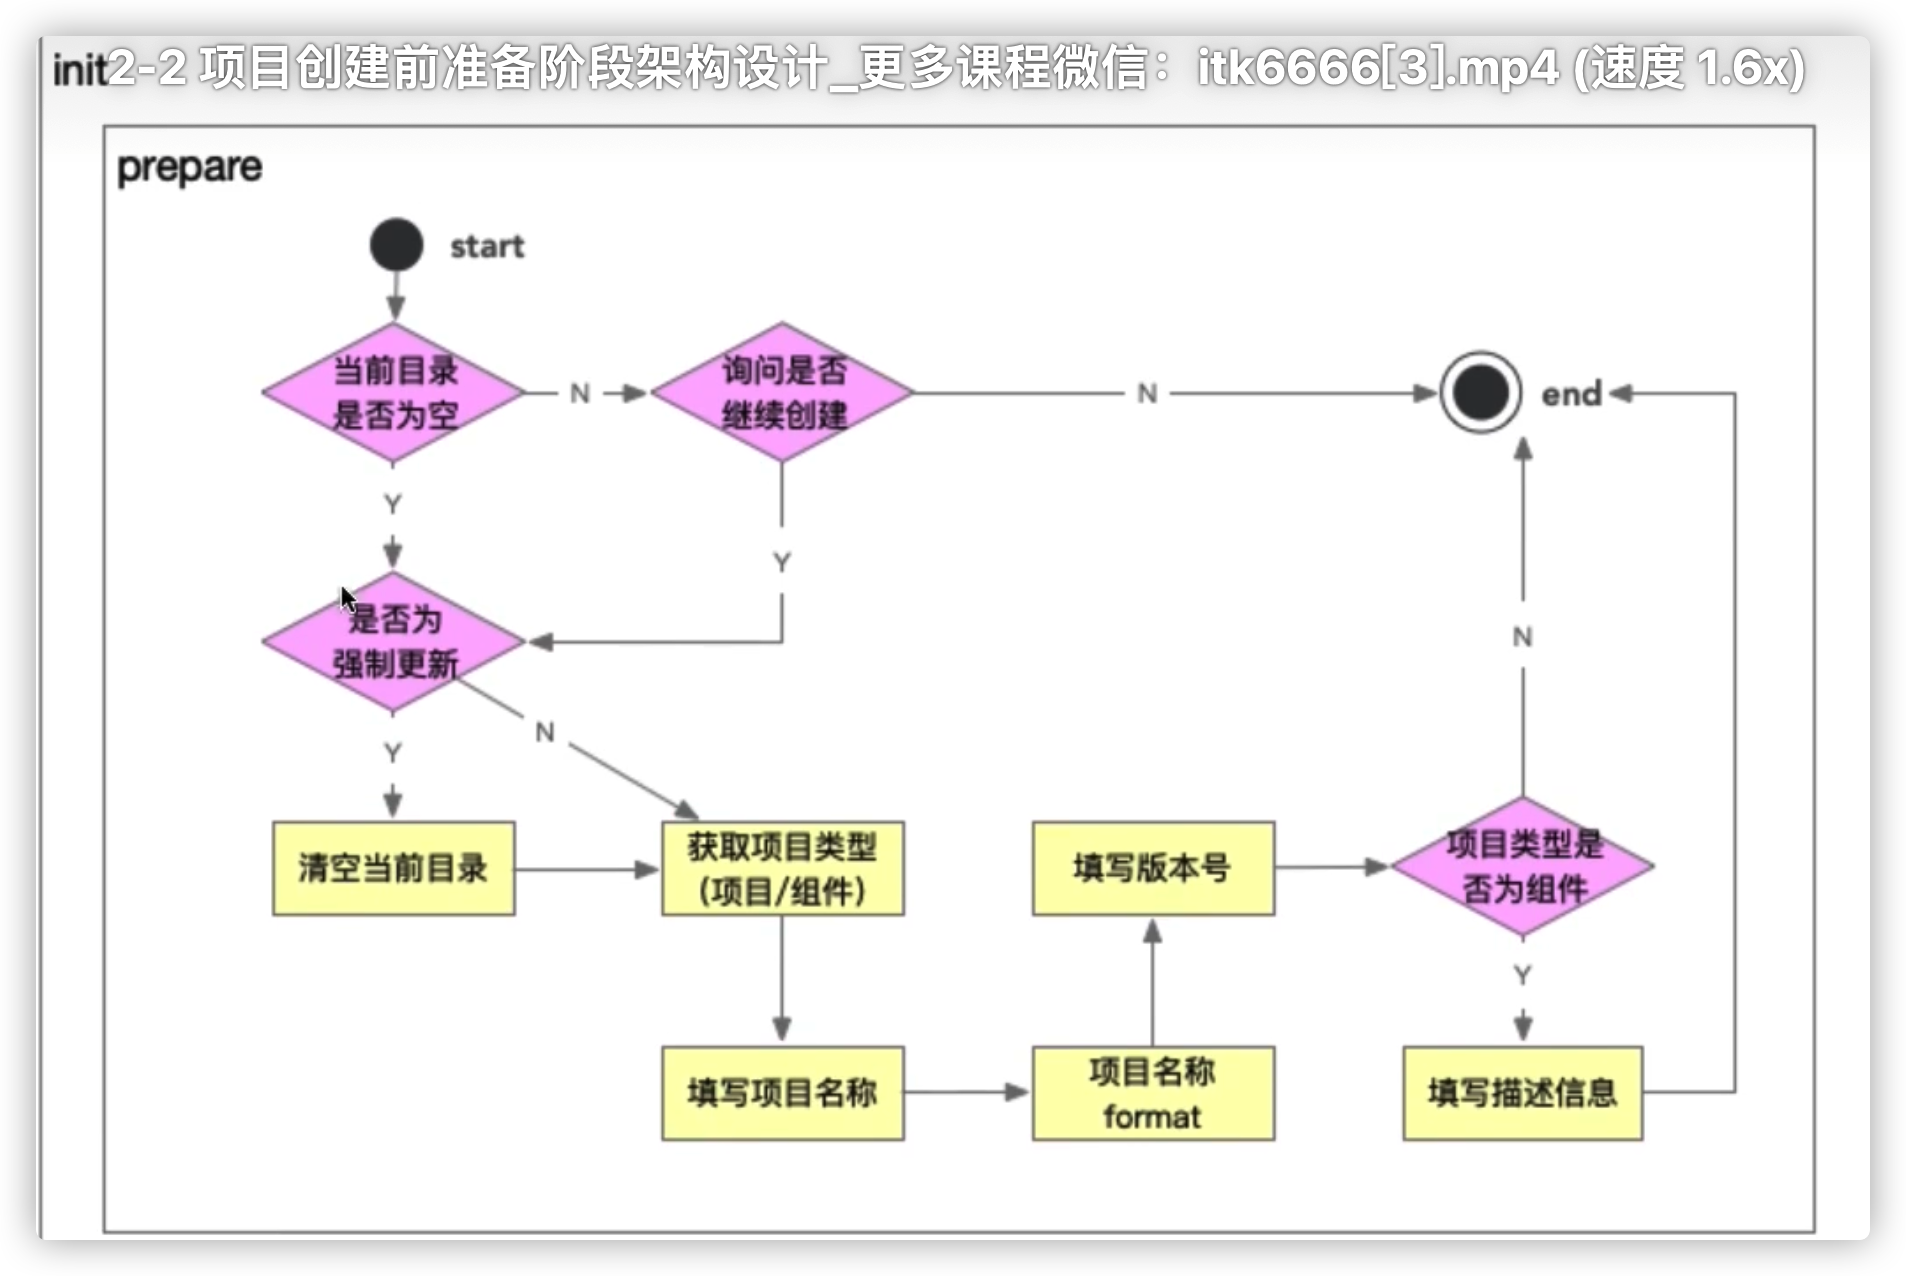 init
2-2 项目创建前准备阶段架构设计_更多课程微信：itk6666[3].mp4 (速度 1.6x)
prepare
start
当前目录
是否为空
N
询问是否
继续创建
N
end
Y
Y
是否为
强制更新
N
N
Y
清空当前目录
获取项目类型
（项目/组件）
填写版本号
项目类型是
否为组件
Y
填写项目名称
项目名称
format
填写描述信息